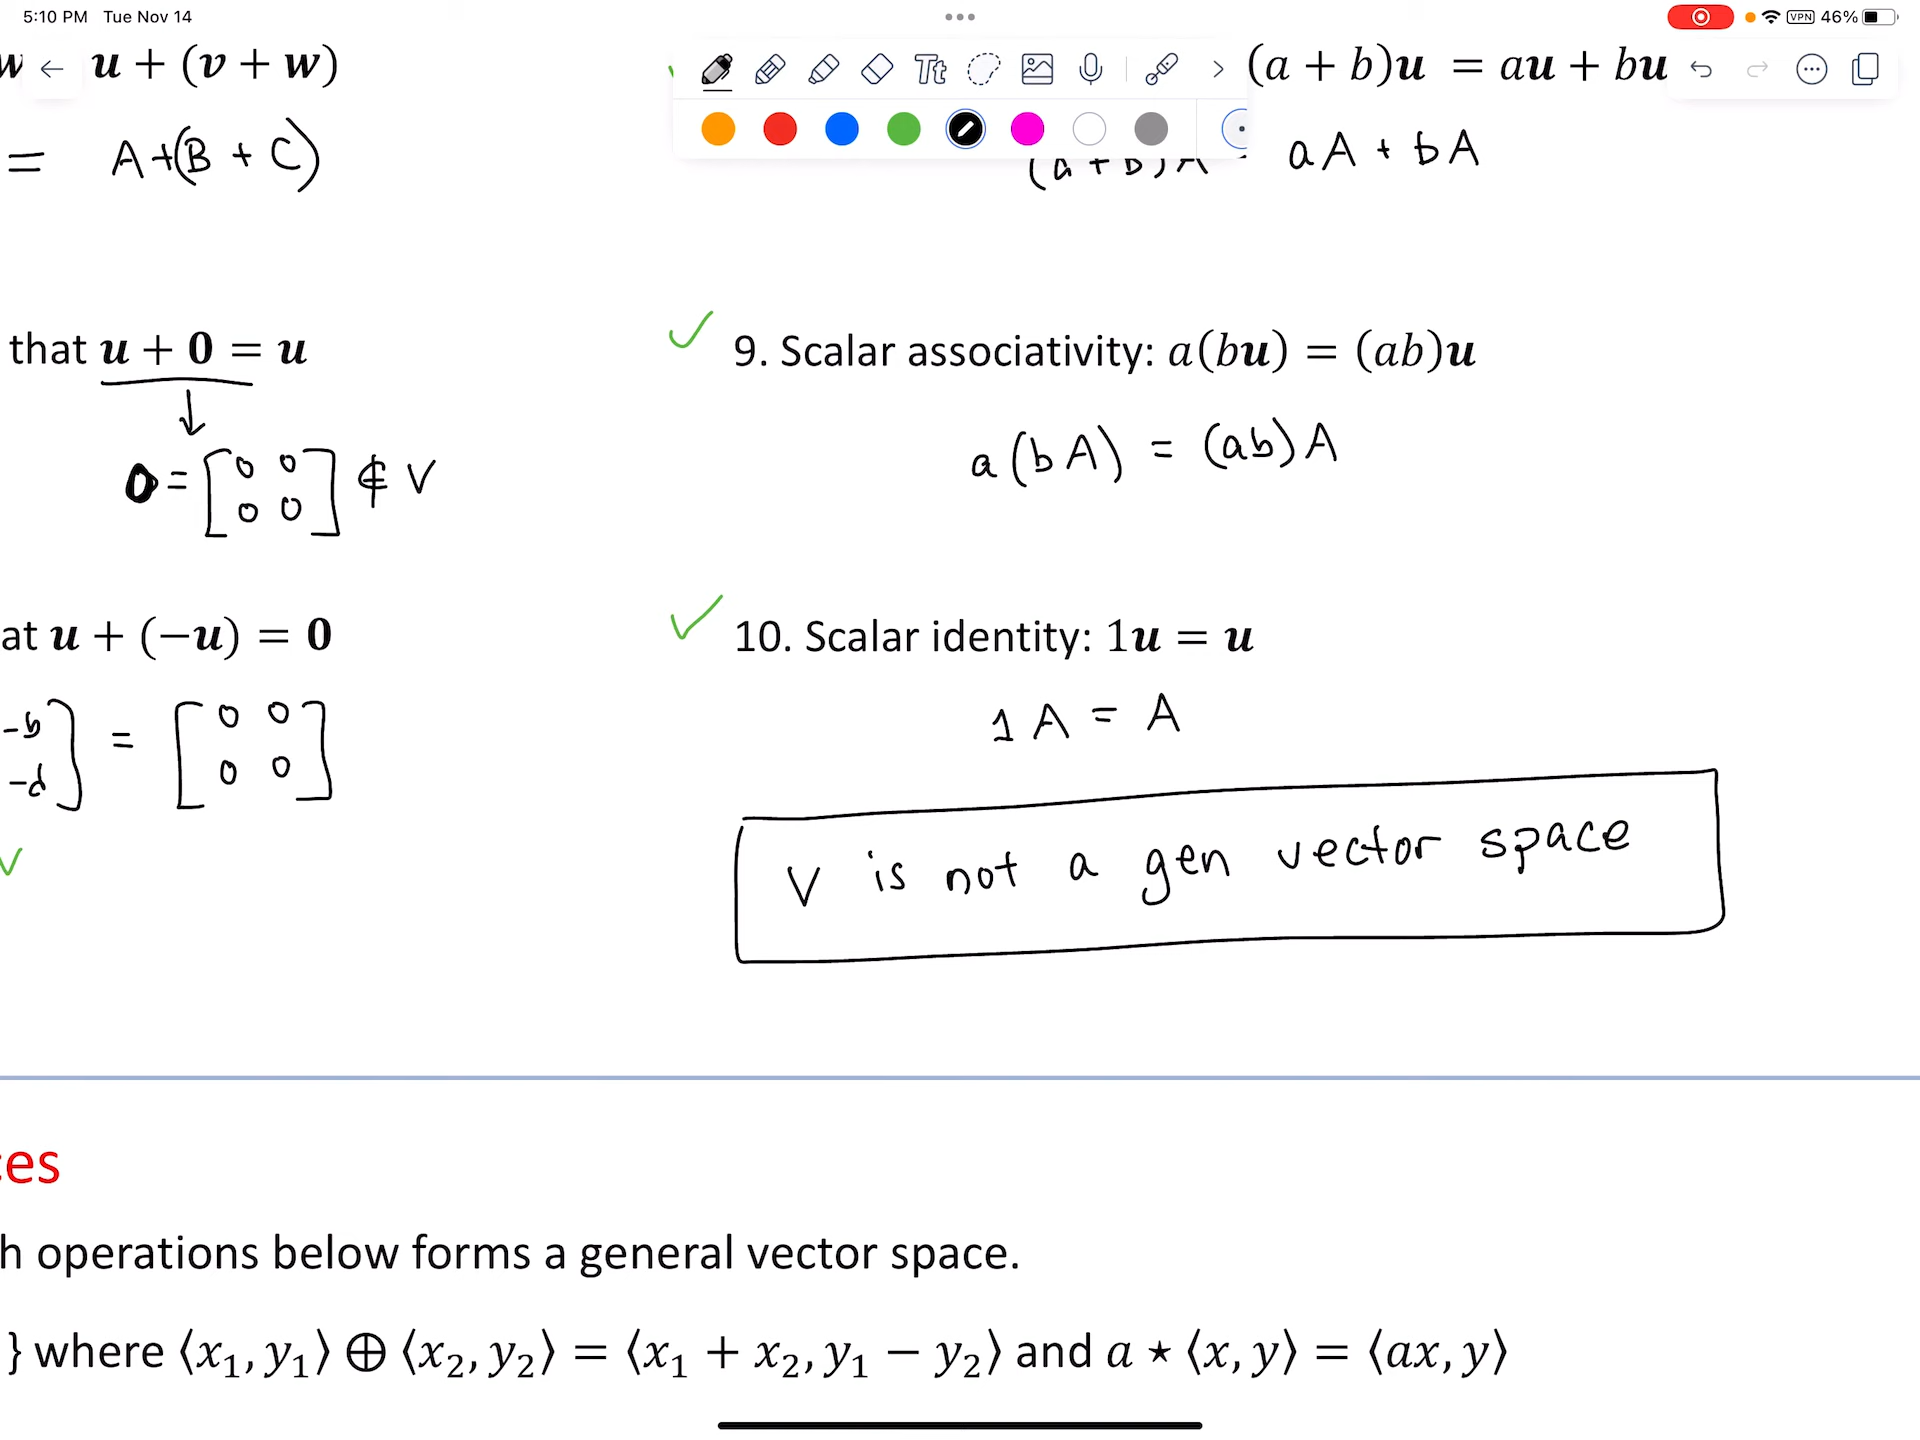 5:10 PM Tue Nov 14
VPN 46%
w u + (v + w)
= A+(B + C)
Tt
(a + b)u = au + bu
(a + b)A = aA + bA
that u + 0 = u
0 = [0 0
0 0] ∉ V
at u + (−u) = 0
-b
-d] = [0 0
0 0]
9. Scalar associativity: a(bu) = (ab)u
a(bA) = (ab)A
10. Scalar identity: 1u = u
1A = A
V is not a gen vector space
ces
h operations below forms a general vector space.
} where ⟨x₁, y₁⟩ ⊕ ⟨x₂, y₂⟩ = ⟨x₁ + x₂, y₁ − y₂⟩ and a ⋆ ⟨x, y⟩ = ⟨ax, y⟩